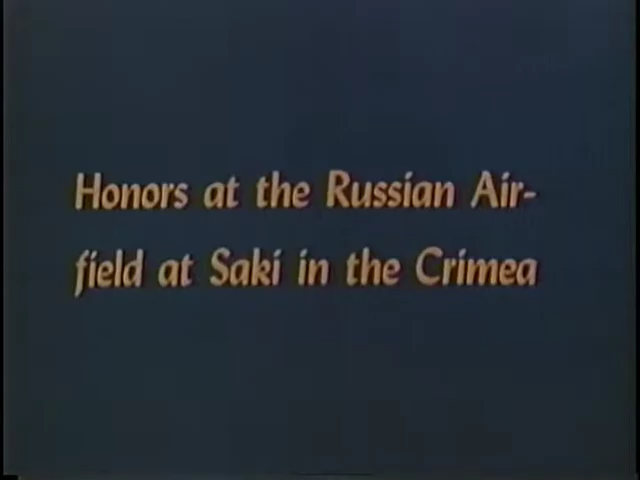 Honors at the Russian Air-
field at Saki in the Crimea